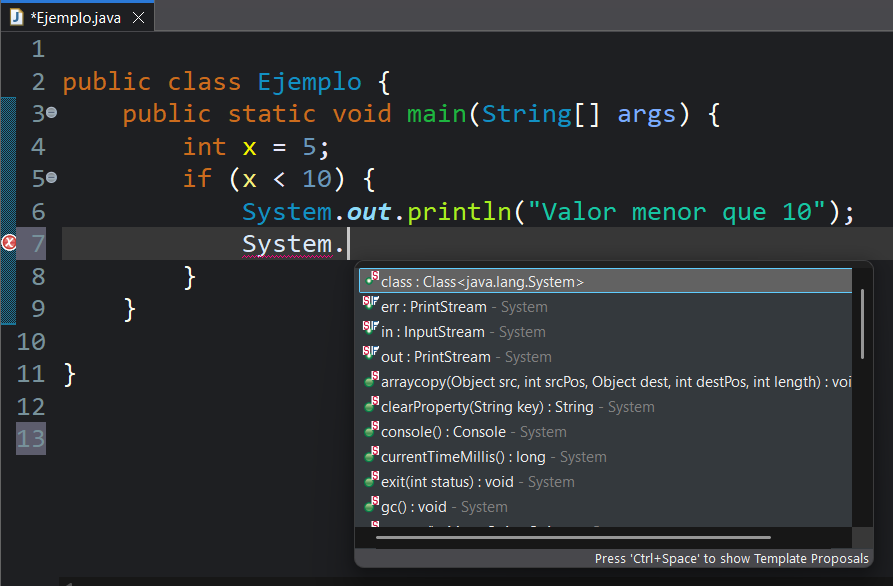 *Ejemplo.java
1
2 public class Ejemplo {
3 public static void main(String[] args) {
4 int x = 5;
5 if (x < 10) {
6 System.out.println("Valor menor que 10");
7 System.
8 }
9 }
10
11 }
12
13
class : Class<java.lang.System>
err : PrintStream - System
in : InputStream - System
out : PrintStream - System
arraycopy(Object src, int srcPos, Object dest, int destPos, int length) : voi
clearProperty(String key) : String - System
console() : Console - System
currentTimeMillis() : long - System
exit(int status) : void - System
gc() : void - System
Press 'Ctrl+Space' to show Template Proposals